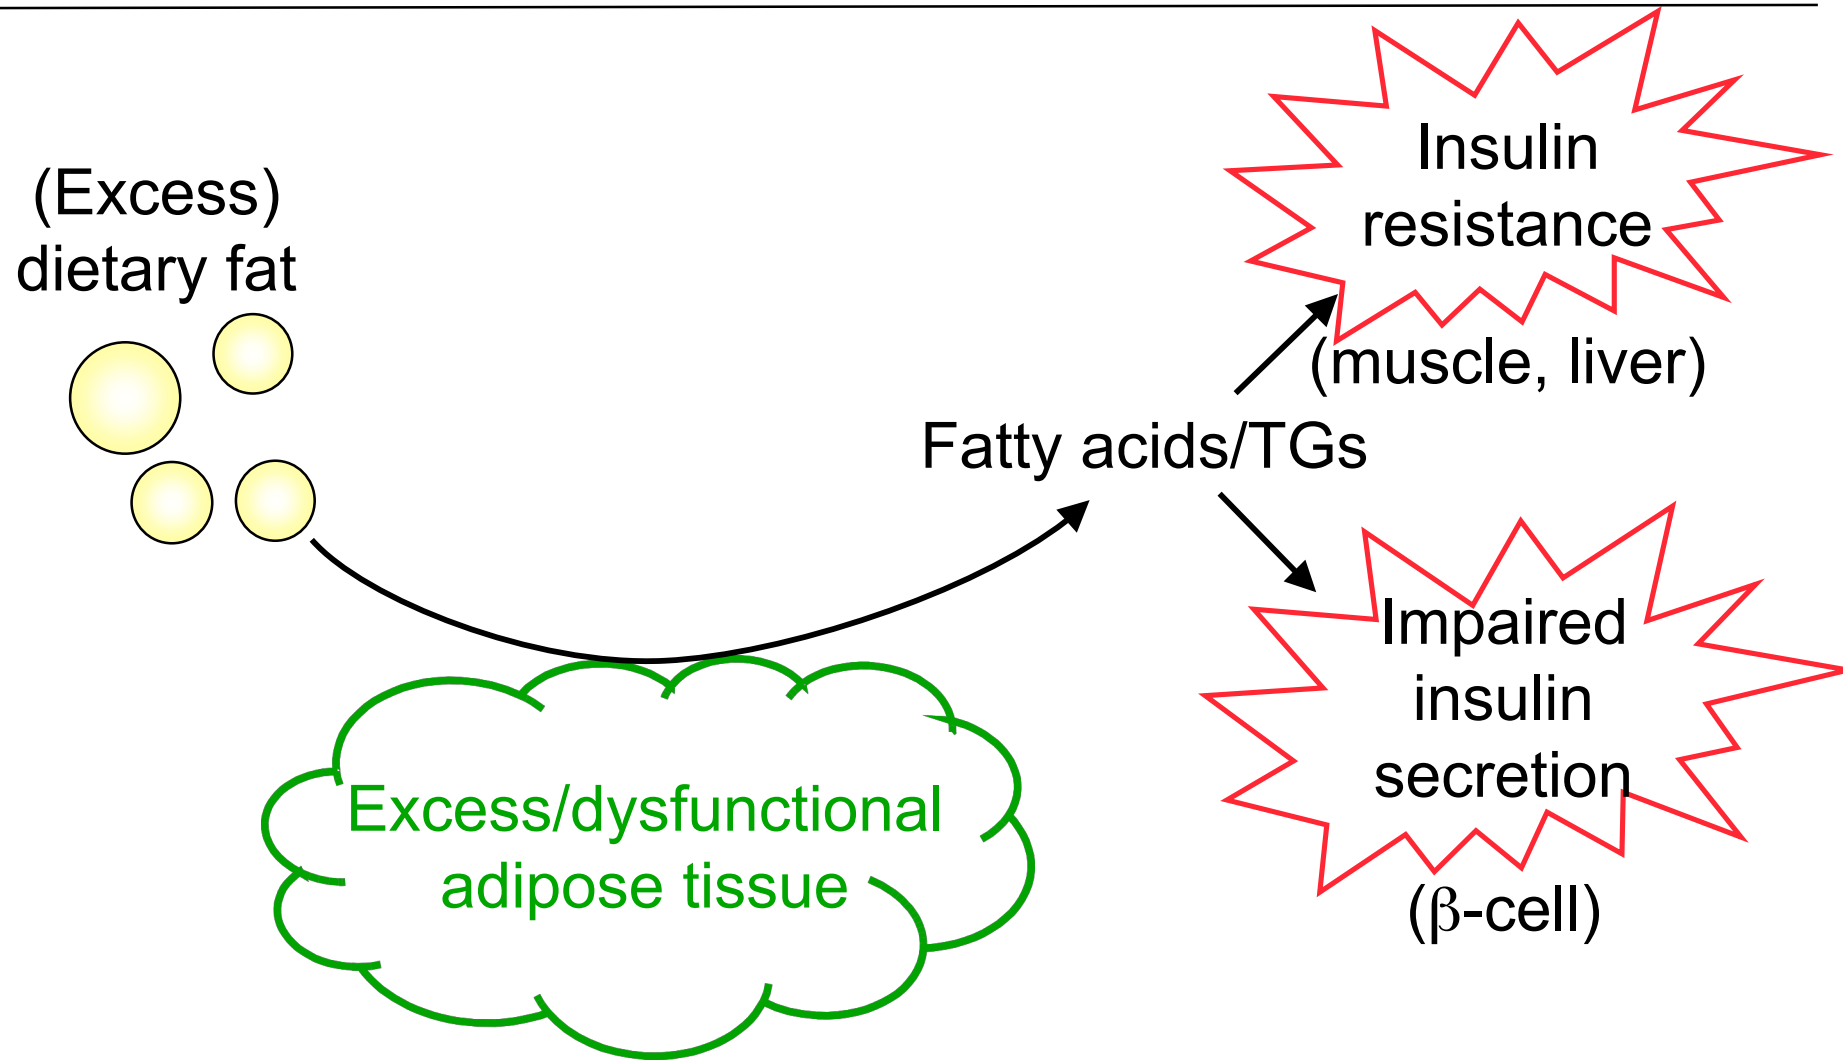 (Excess)
dietary fat
Insulin
resistance
(muscle, liver)
Fatty acids/TGs
Impaired
insulin
secretion
(β-cell)
Excess/dysfunctional
adipose tissue